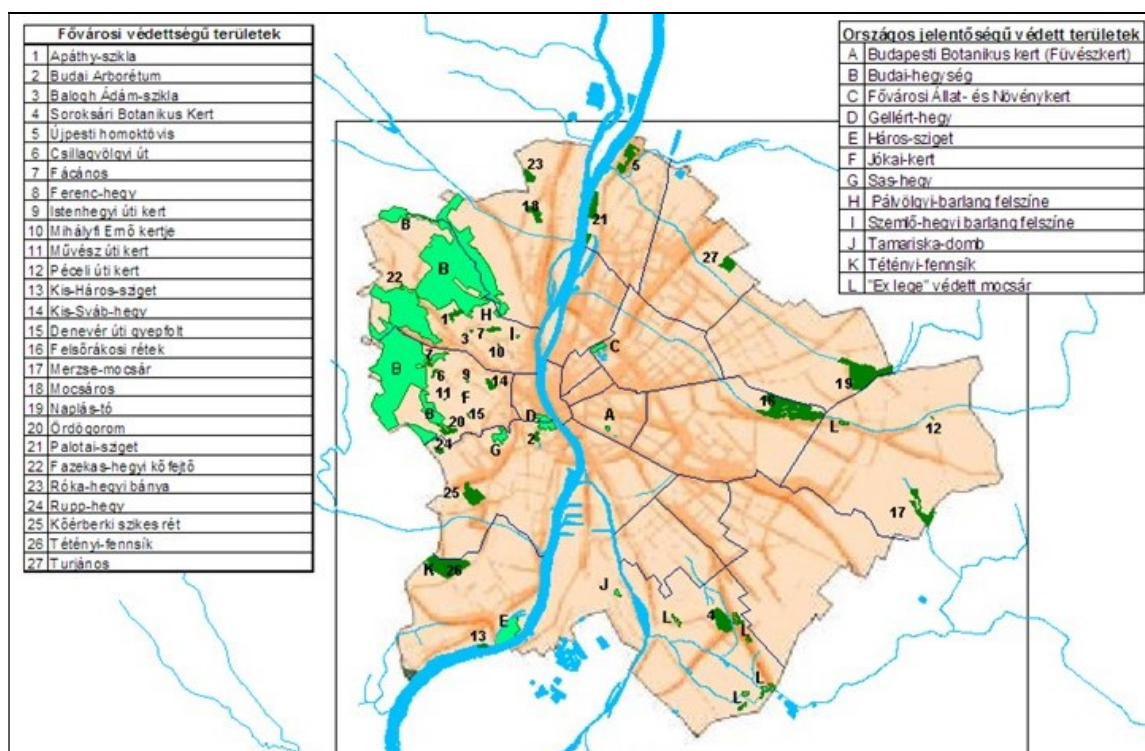 Fővárosi védettségű területek
1 Apáthy-szikla
2 Budai Arborétum
3 Balogh Ádám-szikla
4 Soroksári Botanikus Kert
5 Újpesti homoktövis
6 Csillagvölgyi út
7 Fácános
8 Ferenc-hegy
9 Istenhegyi úti kert
10 Mihályfi Ernő kertje
11 Művész úti kert
12 Péceli úti kert
13 Kis-Háros-sziget
14 Kis-Sváb-hegy
15 Denevér úti gyepfolt
16 Felsőrákosi rétek
17 Merzse-mocsár
18 Mocsáros
19 Naplás-tó
20 Ördögorom
21 Palotai-sziget
22 Fazekas-hegyi kőfejtő
23 Róka-hegyi bánya
24 Rupp-hegy
25 Kőérberki szikes rét
26 Tétényi-fennsík
27 Turjános
Országos jelentőségű védett területek
A Budapesti Botanikus kert (Füvészkert)
B Budai-hegység
C Fővárosi Állat- és Növénykert
D Gellért-hegy
E Háros-sziget
F Jókai-kert
G Sas-hegy
H Pálvölgyi-barlang felszíne
I Szemlő-hegyi barlang felszíne
J Tamariska-domb
K Tétényi-fennsík
L "Ex lege" védett mocsár
23
5
18
21
B
27
B
22
1
H
3 7 I
10
C
7
B
6 9 14
11
F
19
16
B 15
20
D
A
L
12
24
G
2
25
17
K 26
J
E
13
L
4
L
L
L